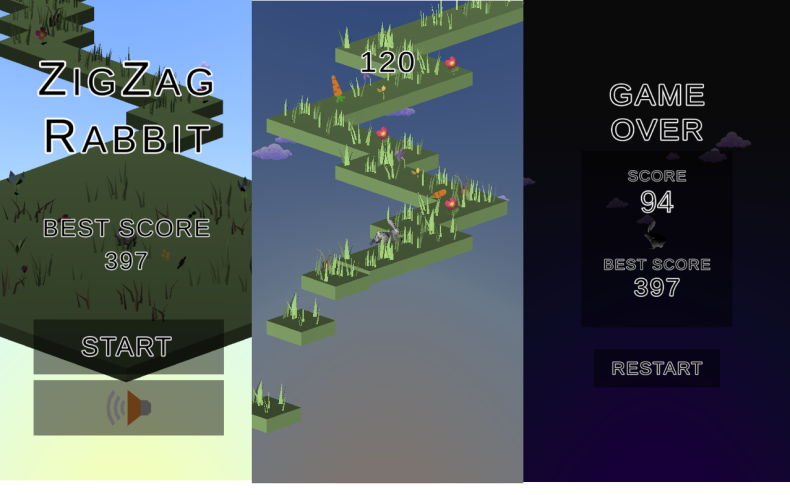 ZIGZAG
RABBIT
BEST SCORE
397
START
120
GAME
OVER
SCORE
94
BEST SCORE
397
RESTART